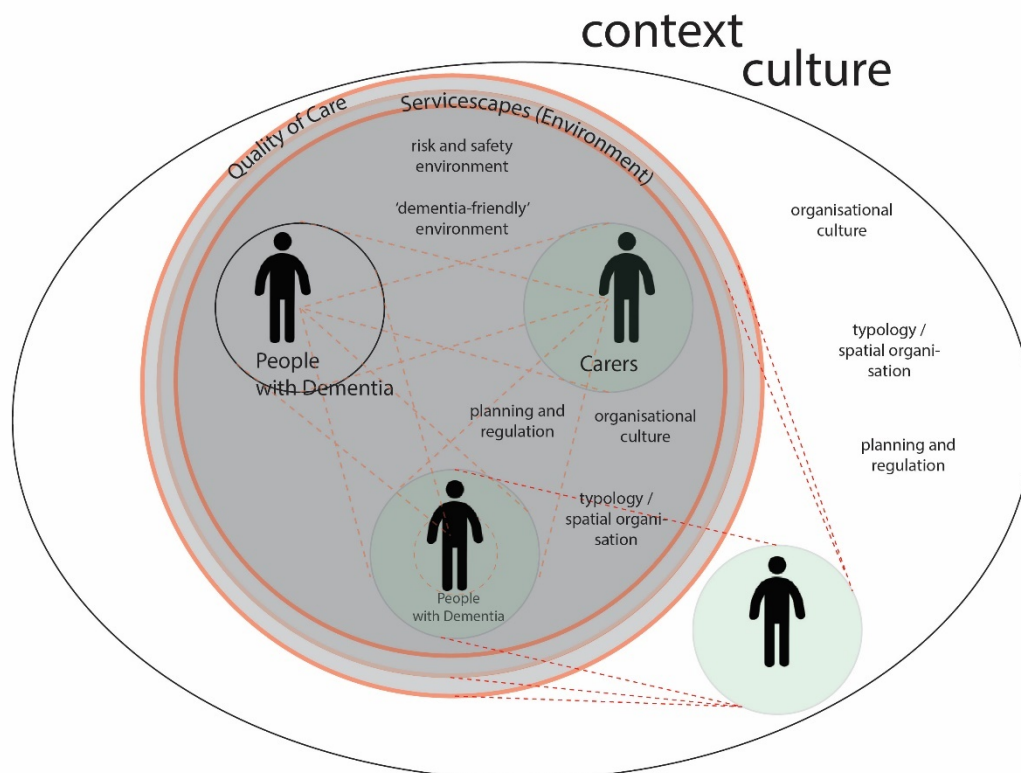 context
culture
Quality of Care
Servicescapes (Environment)
risk and safety
environment
'dementia-friendly'
environment
organisational
culture
People
with Dementia
Carers
typology /
spatial organi-
sation
planning and
regulation
organisational
culture
planning and
regulation
typology /
spatial organi-
sation
People
with Dementia